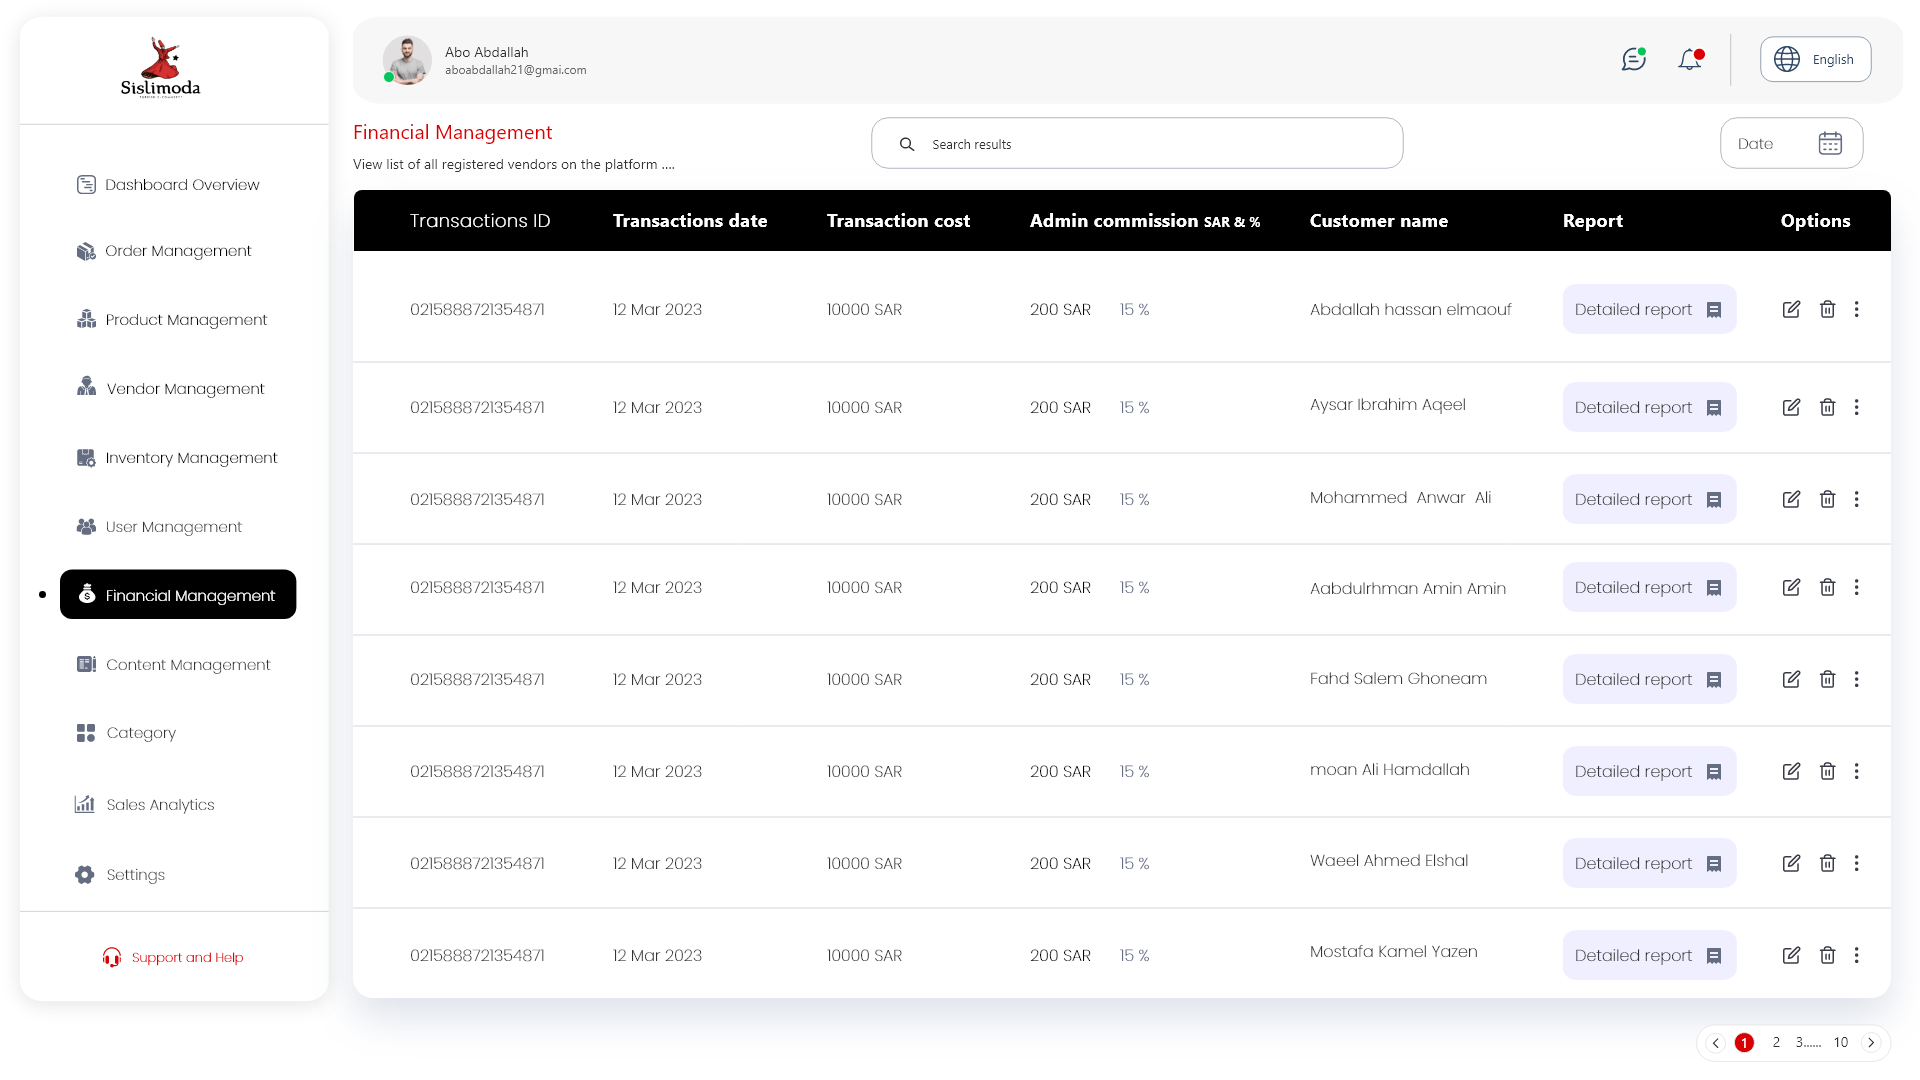 Sislimoda
Dashboard Overview
Order Management
Product Management
Vendor Management
Inventory Management
User Management
Financial Management
Content Management
Category
Sales Analytics
Settings
Support and Help
Abo Abdallah
aboabdallah21@gmai.com
English
Financial Management
View list of all registered vendors on the platform ....
Search results
Date
Transactions ID Transactions date Transaction cost Admin commission SAR & % Customer name Report Options
0215888721354871 12 Mar 2023 10000 SAR 200 SAR 15 % Abdallah hassan elmaouf Detailed report
0215888721354871 12 Mar 2023 10000 SAR 200 SAR 15 % Aysar Ibrahim Aqeel Detailed report
0215888721354871 12 Mar 2023 10000 SAR 200 SAR 15 % Mohammed Anwar Ali Detailed report
0215888721354871 12 Mar 2023 10000 SAR 200 SAR 15 % Aabdulrhman Amin Amin Detailed report
0215888721354871 12 Mar 2023 10000 SAR 200 SAR 15 % Fahd Salem Ghoneam Detailed report
0215888721354871 12 Mar 2023 10000 SAR 200 SAR 15 % moan Ali Hamdallah Detailed report
0215888721354871 12 Mar 2023 10000 SAR 200 SAR 15 % Waeel Ahmed Elshal Detailed report
0215888721354871 12 Mar 2023 10000 SAR 200 SAR 15 % Mostafa Kamel Yazen Detailed report
1 2 3...... 10